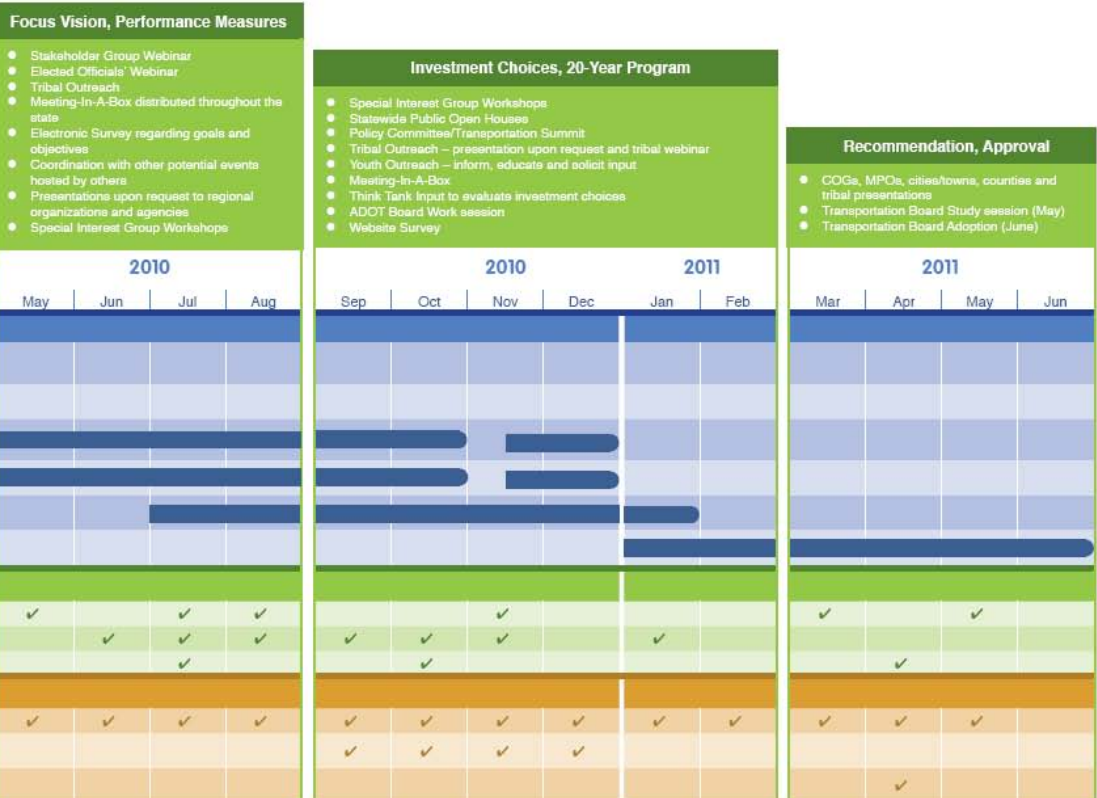 Focus Vision, Performance Measures
● Stakeholder Group Webinar
● Elected Officials' Webinar
● Tribal Outreach
● Meeting-In-A-Box distributed throughout the
state
● Electronic Survey regarding goals and
objectives
● Coordination with other potential events
hosted by others
● Presentations upon request to regional
organizations and agencies
● Special Interest Group Workshops
2010
May Jun Jul Aug
Investment Choices, 20-Year Program
● Special Interest Group Workshops
● Statewide Public Open Houses
● Policy Committee/Transportation Summit
● Tribal Outreach – presentation upon request and tribal webinar
● Youth Outreach – inform, educate and solicit input
● Meeting-In-A-Box
● Think Tank Input to evaluate investment choices
● ADOT Board Work session
● Website Survey
2010 2011
Sep Oct Nov Dec Jan Feb
Recommendation, Approval
● COGs, MPOs, cities/towns, counties and
tribal presentations
● Transportation Board Study session (May)
● Transportation Board Adoption (June)
2011
Mar Apr May Jun